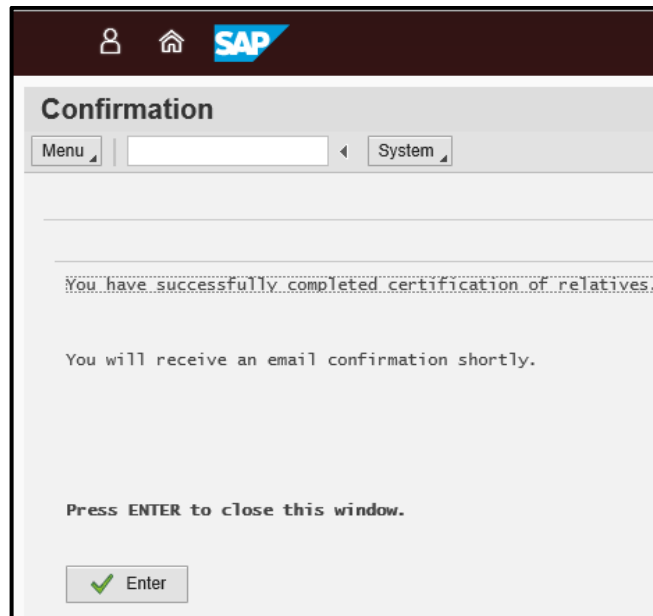 SAP
Confirmation
Menu System
You have successfully completed certification of relatives.
You will receive an email confirmation shortly.
Press ENTER to close this window.
Enter